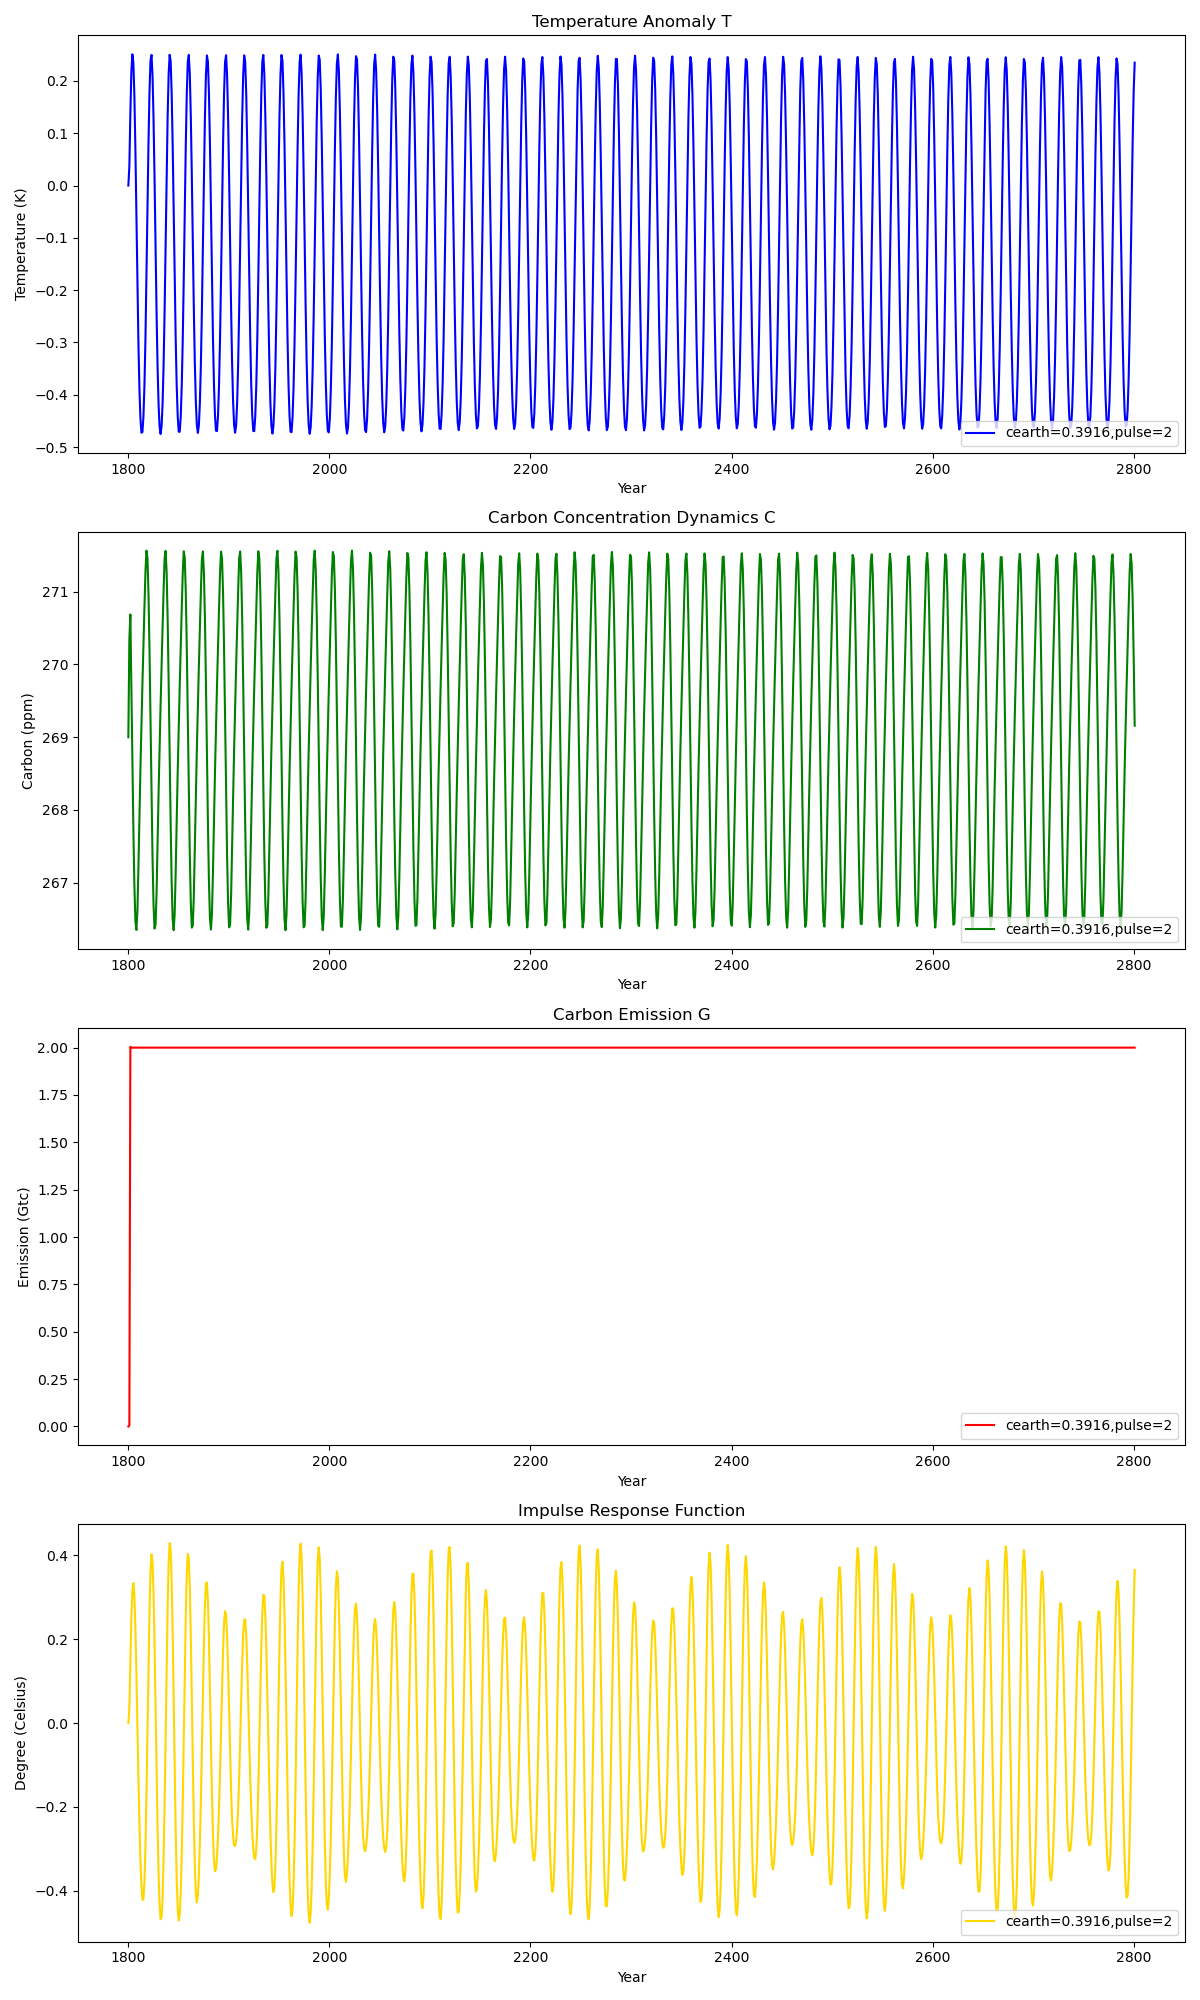 Temperature Anomaly T
Temperature (K)
0.2
0.1
0.0
−0.1
−0.2
−0.3
−0.4
−0.5
cearth=0.3916,pulse=2
1800 2000 2200 2400 2600 2800
Year
Carbon Concentration Dynamics C
Carbon (ppm)
271
270
269
268
267
cearth=0.3916,pulse=2
1800 2000 2200 2400 2600 2800
Year
Carbon Emission G
Emission (Gtc)
2.00
1.75
1.50
1.25
1.00
0.75
0.50
0.25
0.00
cearth=0.3916,pulse=2
1800 2000 2200 2400 2600 2800
Year
Impulse Response Function
Degree (Celsius)
0.4
0.2
0.0
−0.2
−0.4
cearth=0.3916,pulse=2
1800 2000 2200 2400 2600 2800
Year